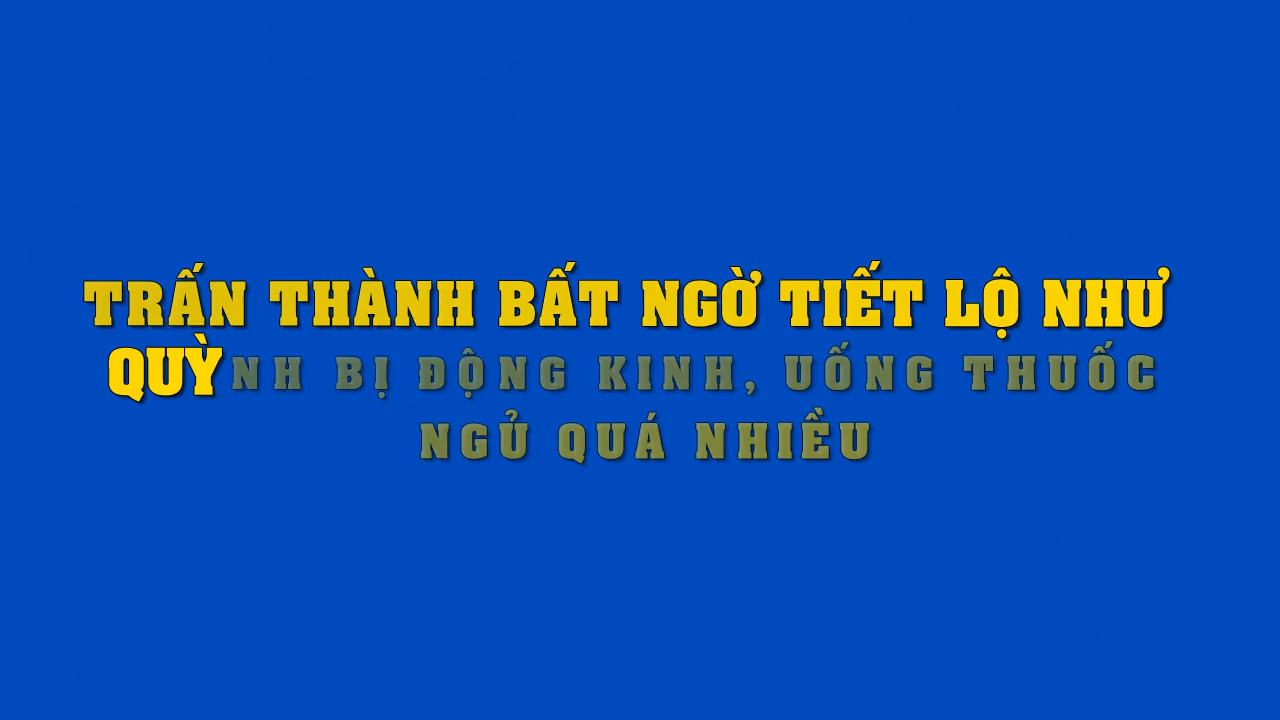 TRẤN THÀNH BẤT NGỜ TIẾT LỘ NHƯ
QUỲNH BỊ ĐỘNG KINH, UỐNG THUỐC
NGỦ QUÁ NHIỀU